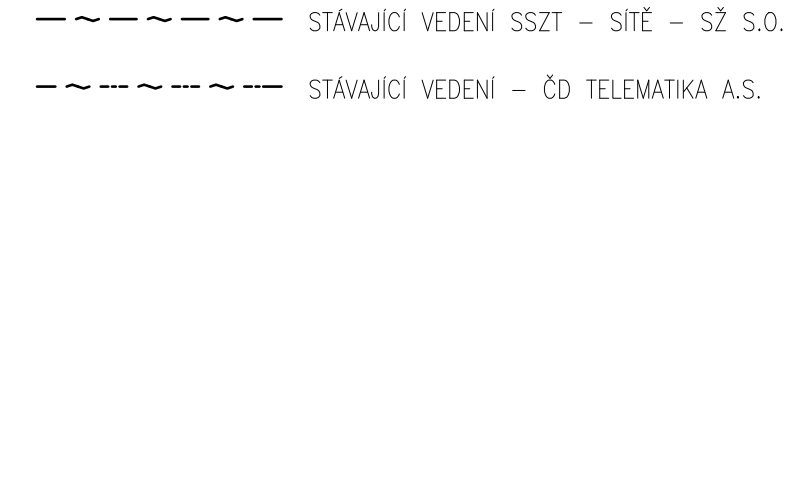 STÁVAJÍCÍ VEDENÍ SSZT – SÍTĚ – SŽ S.O.
STÁVAJÍCÍ VEDENÍ – ČD TELEMATIKA A.S.